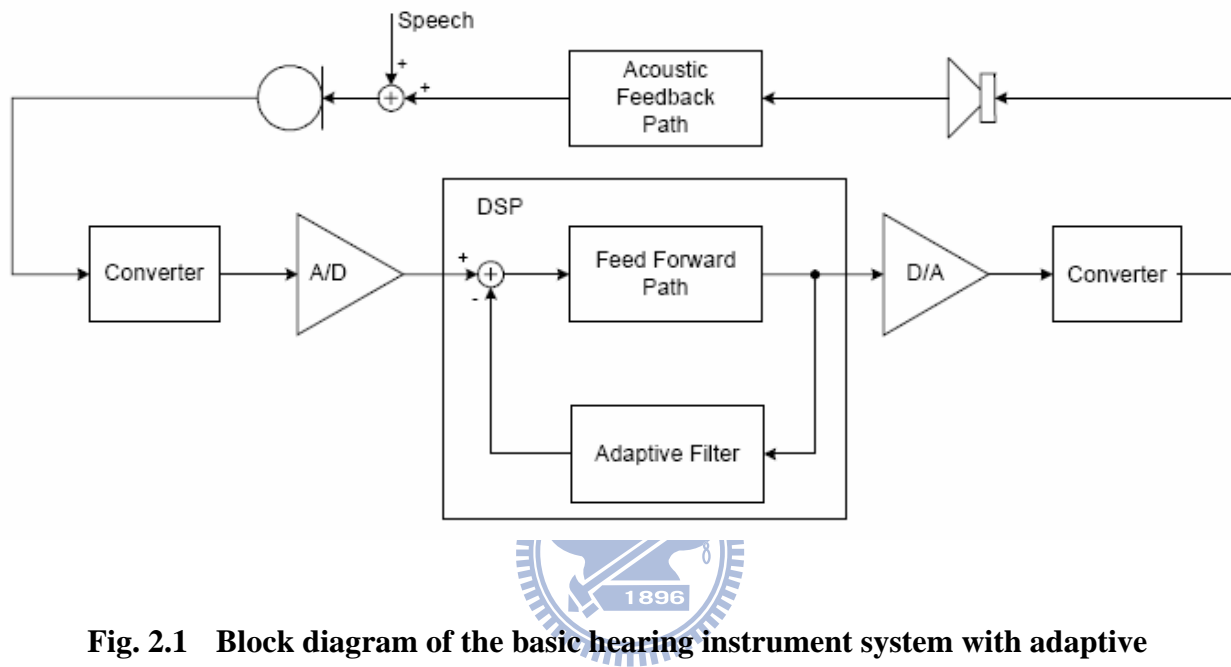 Speech
+
+
+
Acoustic
Feedback
Path
DSP
Converter
A/D
+
+
-
Feed Forward
Path
D/A
Converter
Adaptive Filter
1896
Fig. 2.1 Block diagram of the basic hearing instrument system with adaptive